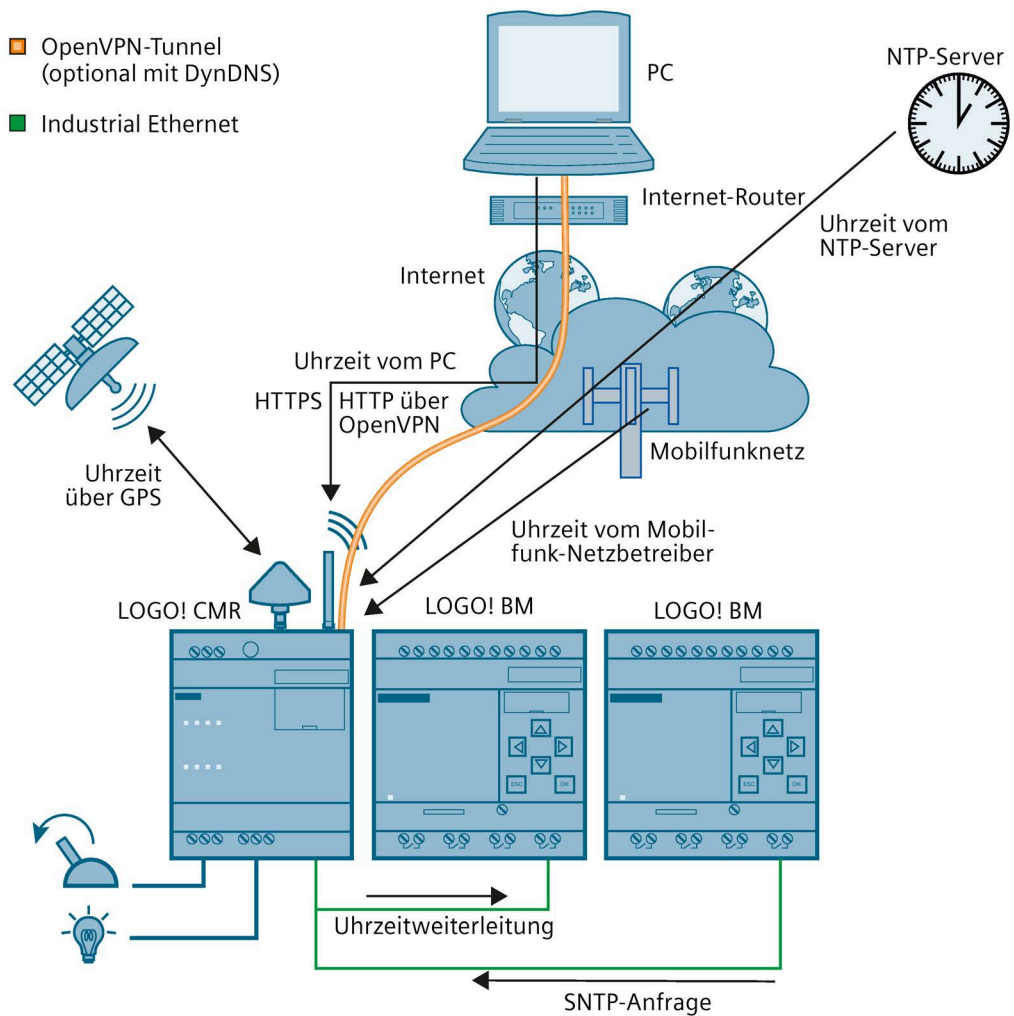 OpenVPN-Tunnel
(optional mit DynDNS)
Industrial Ethernet
PC
NTP-Server
Internet-Router
Uhrzeit vom
NTP-Server
Internet
Uhrzeit vom PC
HTTPS
HTTP über
OpenVPN
Mobilfunknetz
Uhrzeit
über GPS
Uhrzeit vom Mobil-
funk-Netzbetreiber
LOGO! CMR
LOGO! BM
LOGO! BM
ESC
OK
ESC
OK
Uhrzeitweiterleitung
SNTP-Anfrage